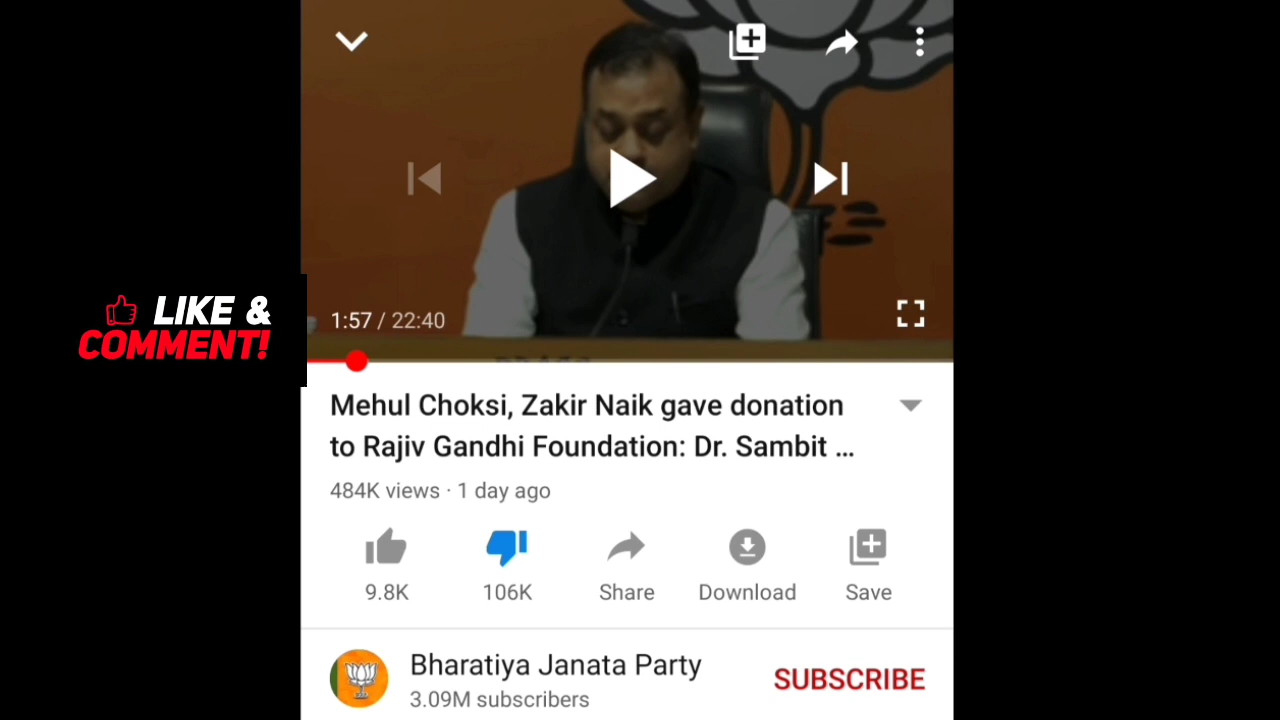 LIKE &
COMMENT!
1:57 / 22:40
Mehul Choksi, Zakir Naik gave donation
to Rajiv Gandhi Foundation: Dr. Sambit ...
484K views · 1 day ago
9.8K 106K Share Download Save
Bharatiya Janata Party
3.09M subscribers
SUBSCRIBE